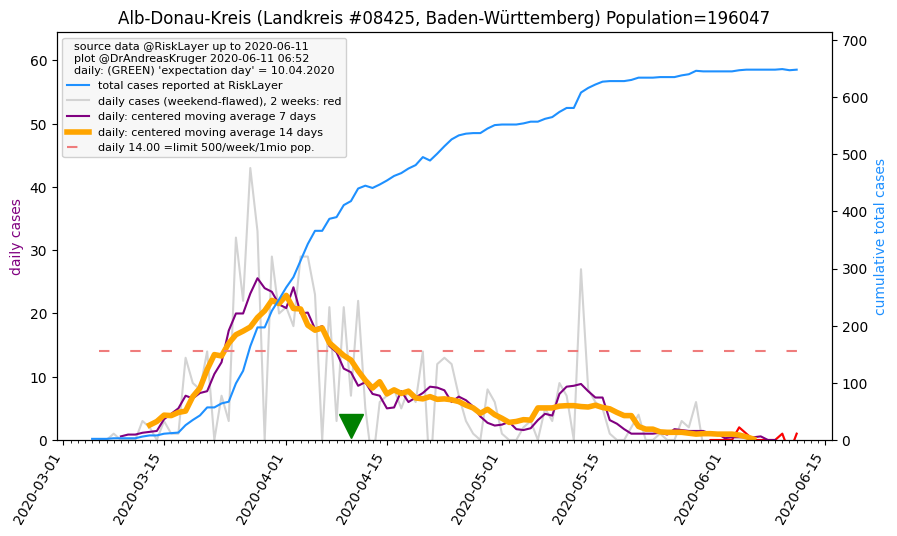 Alb-Donau-Kreis (Landkreis #08425, Baden-Württemberg) Population=196047
source data @RiskLayer up to 2020-06-11
plot @DrAndreasKruger 2020-06-11 06:52
daily: (GREEN) 'expectation day' = 10.04.2020
total cases reported at RiskLayer
daily cases (weekend-flawed), 2 weeks: red
daily: centered moving average 7 days
daily: centered moving average 14 days
daily 14.00 =limit 500/week/1mio pop.
daily cases
60
50
40
30
20
10
0
cumulative total cases
700
600
500
400
300
200
100
0
2020-03-01
2020-03-15
2020-04-01
2020-04-15
2020-05-01
2020-05-15
2020-06-01
2020-06-15